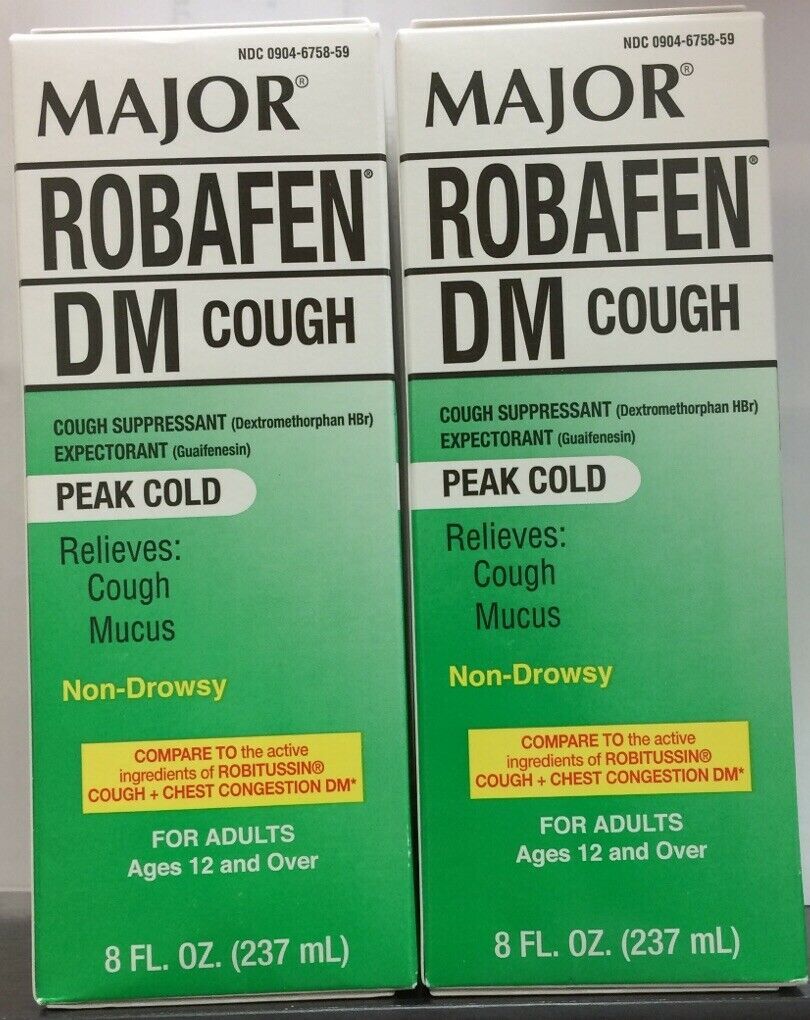 NDC 0904-6758-59
MAJOR®
ROBAFEN®
DM COUGH
COUGH SUPPRESSANT (Dextromethorphan HBr)
EXPECTORANT (Guaifenesin)
PEAK COLD
Relieves:
Cough
Mucus
Non-Drowsy
COMPARE TO the active
ingredients of ROBITUSSIN®
COUGH + CHEST CONGESTION DM*
FOR ADULTS
Ages 12 and Over
8 FL. OZ. (237 mL)
NDC 0904-6758-59
MAJOR®
ROBAFEN®
DM COUGH
COUGH SUPPRESSANT (Dextromethorphan HBr)
EXPECTORANT (Guaifenesin)
PEAK COLD
Relieves:
Cough
Mucus
Non-Drowsy
COMPARE TO the active
ingredients of ROBITUSSIN®
COUGH + CHEST CONGESTION DM*
FOR ADULTS
Ages 12 and Over
8 FL. OZ. (237 mL)